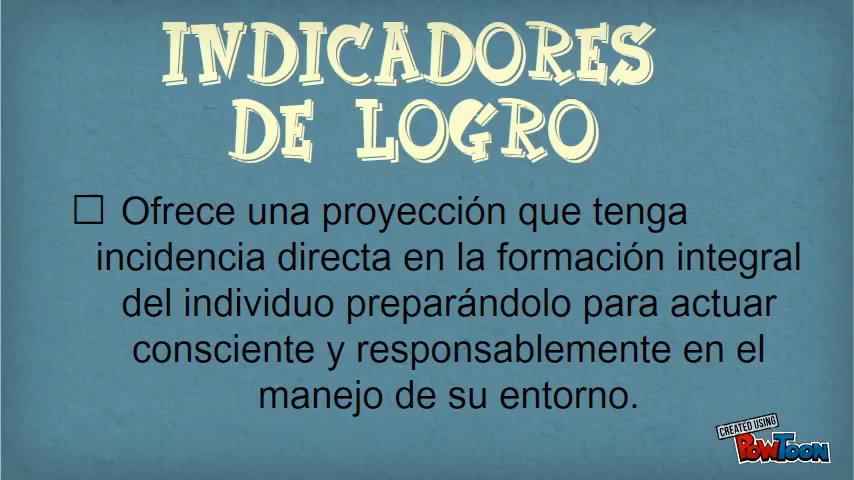 INDICADORES
DE LOGRO
☐ Ofrece una proyección que tenga
incidencia directa en la formación integral
del individuo preparándolo para actuar
consciente y responsablemente en el
manejo de su entorno.
CREATED USING
POWTOON